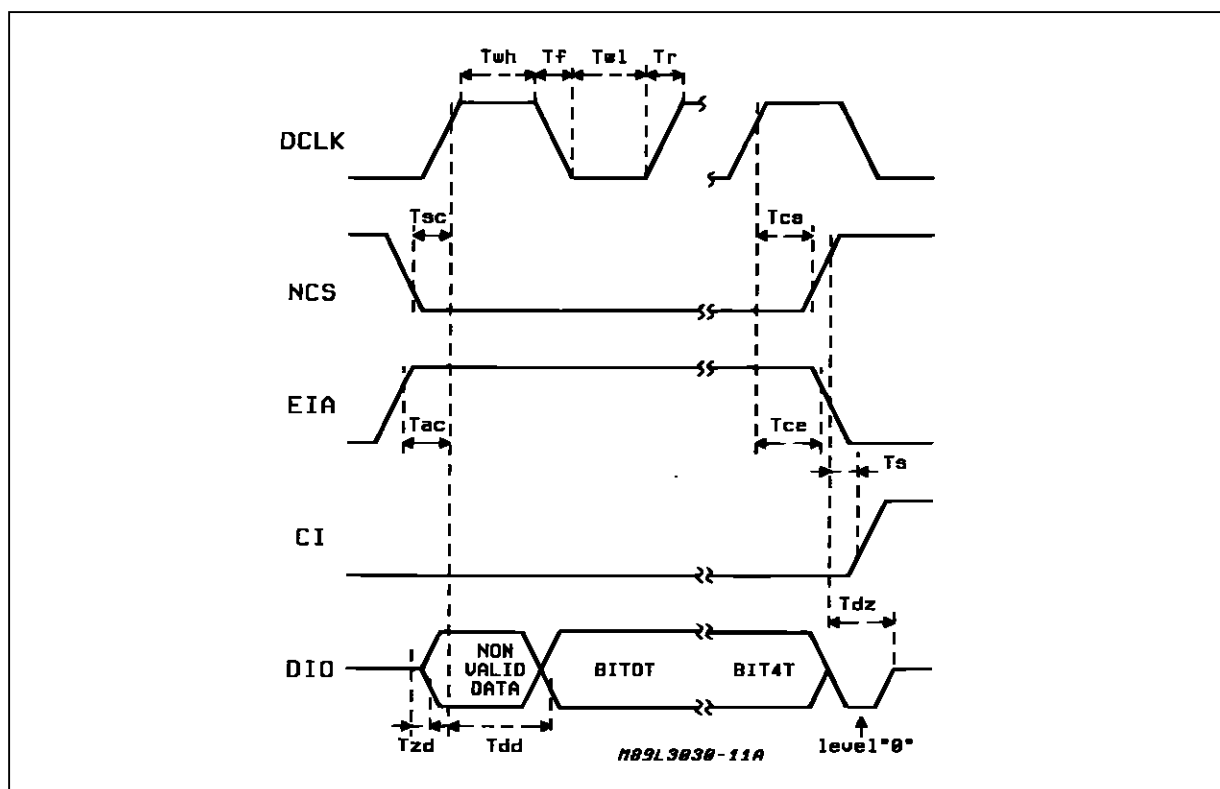 Twh Tf Twl Tr
DCLK
Tsc Tcs
NCS
EIA
Tac Tce
Ts
CI
Tdz
DIO
NON
VALID
DATA
BIT0T BIT4T
Tzd Tdd
M89L3030-11A
level"0"